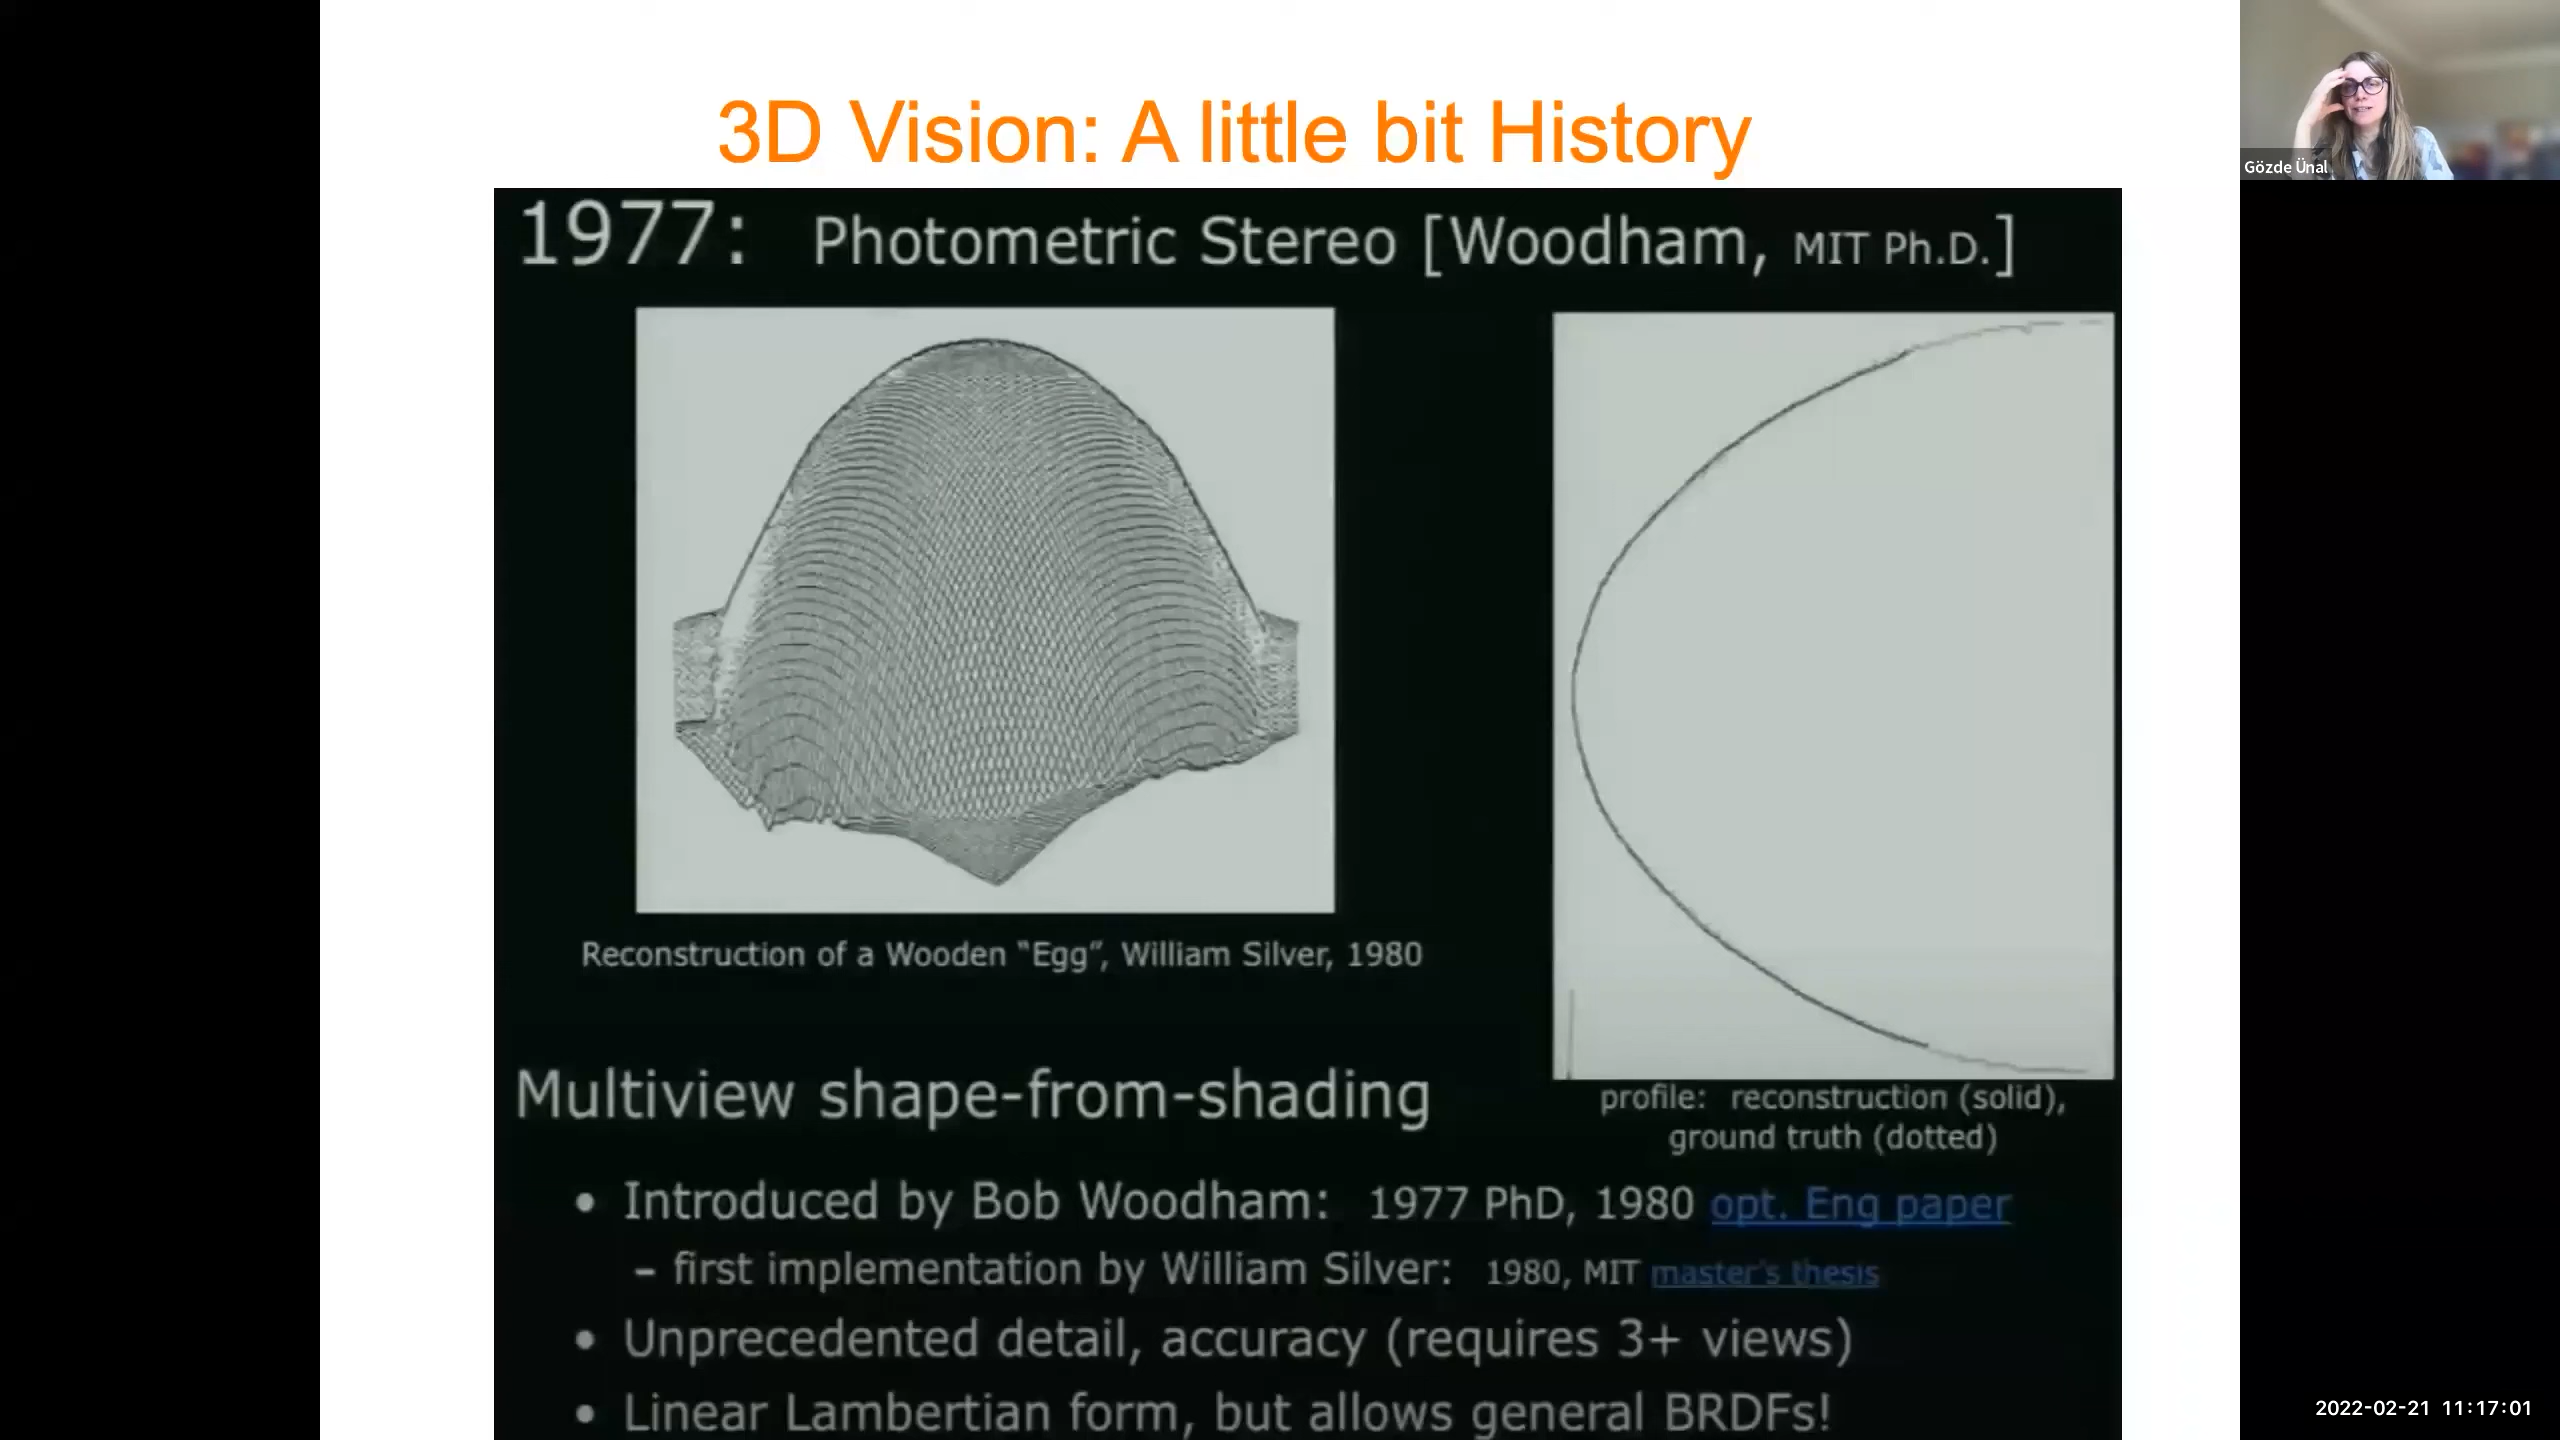 3D Vision: A little bit History
Gözde Ünal
1977: Photometric Stereo [Woodham, MIT Ph.D.]
Reconstruction of a Wooden “Egg”, William Silver, 1980
profile: reconstruction (solid),
ground truth (dotted)
Multiview shape-from-shading
• Introduced by Bob Woodham: 1977 PhD, 1980 opt. Eng paper
– first implementation by William Silver: 1980, MIT master's thesis
• Unprecedented detail, accuracy (requires 3+ views)
• Linear Lambertian form, but allows general BRDFs!
2022-02-21 11:17:01